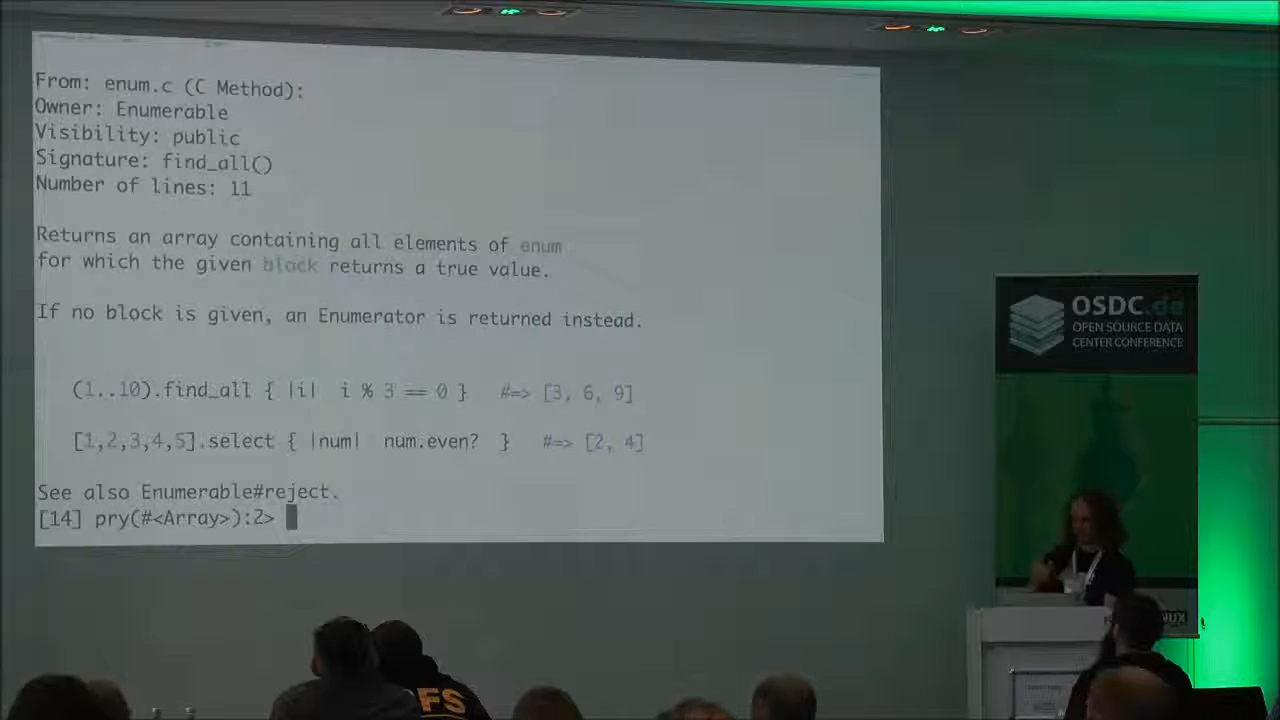 From: enum.c (C Method):
Owner: Enumerable
Visibility: public
Signature: find_all()
Number of lines: 11
Returns an array containing all elements of enum
for which the given block returns a true value.
If no block is given, an Enumerator is returned instead.
(1..10).find_all { |i| i % 3 == 0 } #=> [3, 6, 9]
[1,2,3,4,5].select { |num| num.even? } #=> [2, 4]
See also Enumerable#reject.
[14] pry(#<Array>):2>
OSDC.de
OPEN SOURCE DATA
CENTER CONFERENCE
FS